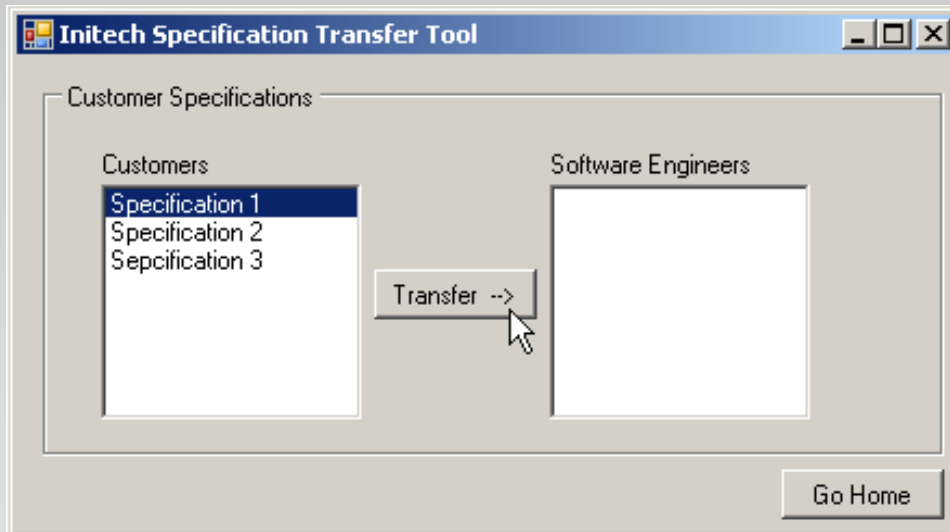 Initech Specification Transfer Tool
Customer Specifications
Customers
Software Engineers
Specification 1
Specification 2
Sepcification 3
Transfer -->
Go Home